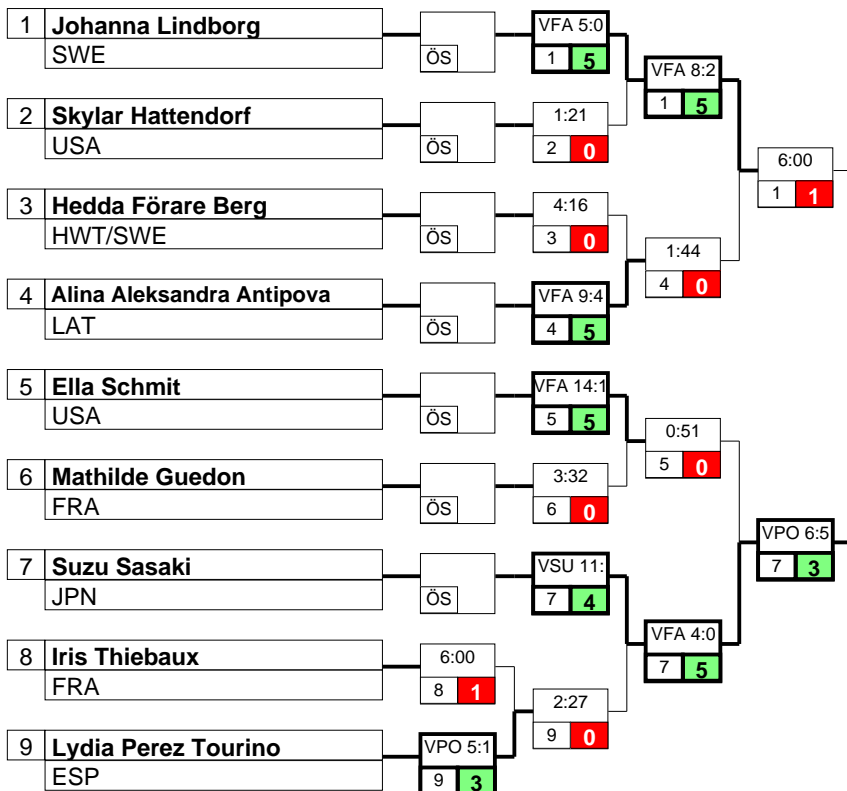 1 Johanna Lindborg
SWE
ÖS
VFA 5:0
1 5
VFA 8:2
1 5
2 Skylar Hattendorf
USA
ÖS
1:21
2 0
6:00
1 1
3 Hedda Förare Berg
HWT/SWE
ÖS
4:16
3 0
1:44
4 0
4 Alina Aleksandra Antipova
LAT
ÖS
VFA 9:4
4 5
5 Ella Schmit
USA
ÖS
VFA 14:1
5 5
0:51
5 0
6 Mathilde Guedon
FRA
ÖS
3:32
6 0
VPO 6:5
7 3
7 Suzu Sasaki
JPN
ÖS
VSU 11:
7 4
VFA 4:0
7 5
8 Iris Thiebaux
FRA
6:00
8 1
2:27
9 0
9 Lydia Perez Tourino
ESP
VPO 5:1
9 3